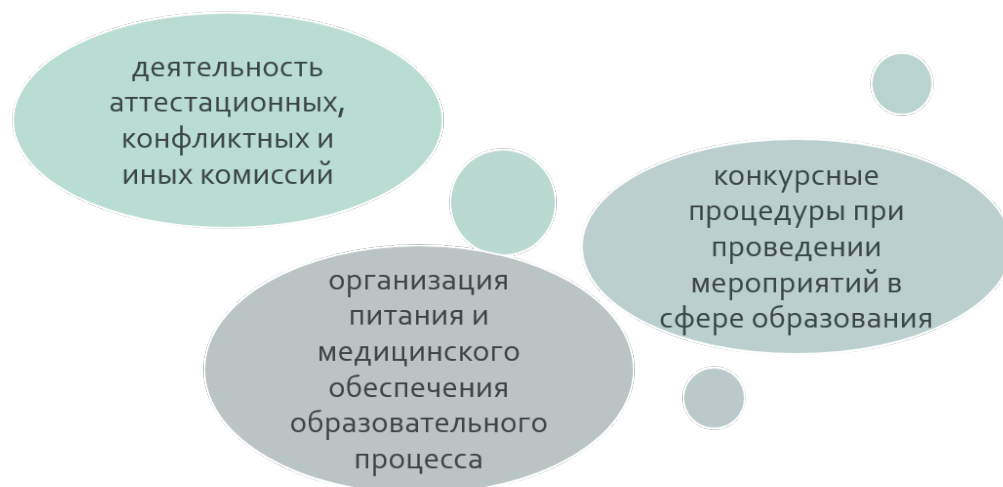 деятельность
аттестационных,
конфликтных и
иных комиссий
конкурсные
процедуры при
проведении
мероприятий в
сфере образования
организация
питания и
медицинского
обеспечения
образовательного
процесса